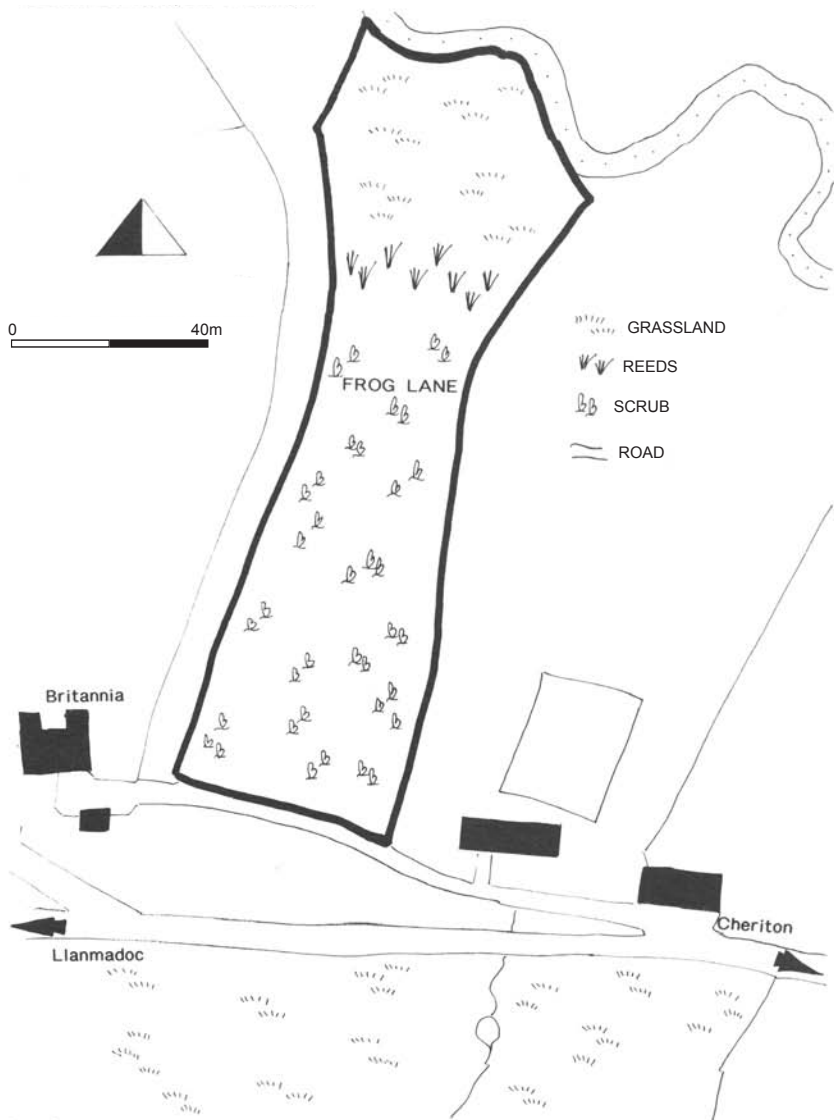 0 40m
GRASSLAND
REEDS
FROG LANE
SCRUB
ROAD
Britannia
Cheriton
Llanmadoc